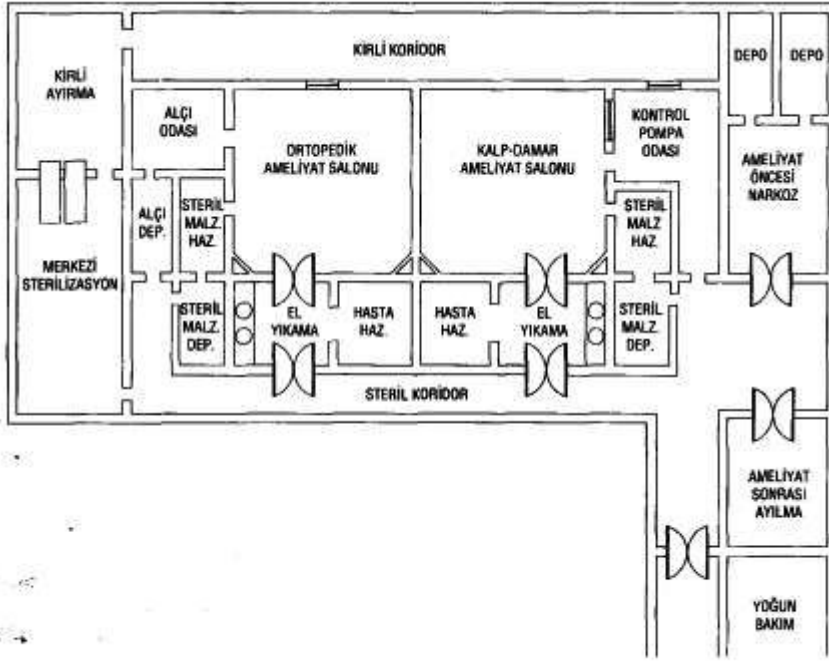 KİRLİ KORİDOR
KİRLİ
AYIRMA
DEPO
DEPO
ALÇI
ODASI
ORTOPEDİK
AMELİYAT SALONU
KALP-DAMAR
AMELİYAT SALONU
KONTROL
POMPA
ODASI
AMELİYAT
ÖNCESİ
NARKOZ
ALÇI
DEP.
STERİL
MALZ.
HAZ.
STERİL
MALZ
HAZ.
MERKEZİ
STERİLİZASYON
STERİL
MALZ.
DEP.
EL
YIKAMA
HASTA
HAZ.
HASTA
HAZ.
EL
YIKAMA
STERİL
MALZ.
DEP.
STERİL KORİDOR
AMELİYAT
SONRASI
AYILMA
YOĞUN
BAKIM